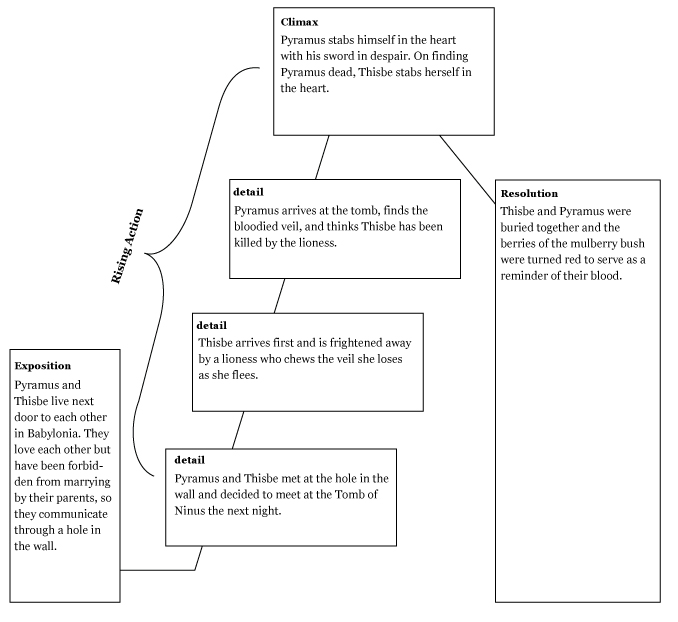 Climax
Pyramus stabs himself in the heart
with his sword in despair. On finding
Pyramus dead, Thisbe stabs herself in
the heart.
detail
Pyramus arrives at the tomb, finds the
bloodied veil, and thinks Thisbe has been
killed by the lioness.
Resolution
Thisbe and Pyramus were
buried together and the
berries of the mulberry bush
were turned red to serve as a
reminder of their blood.
Rising Action
detail
Thisbe arrives first and is frightened away
by a lioness who chews the veil she loses
as she flees.
Exposition
Pyramus and
Thisbe live next
door to each other
in Babylonia. They
love each other but
have been forbid-
den from marrying
by their parents, so
they communicate
through a hole in
the wall.
detail
Pyramus and Thisbe met at the hole in the
wall and decided to meet at the Tomb of
Ninus the next night.